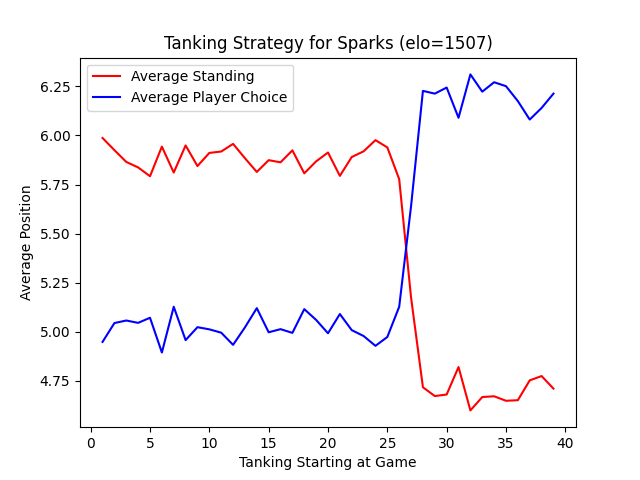 Tanking Strategy for Sparks (elo=1507)
Average Standing
Average Player Choice
6.25
6.00
5.75
5.50
5.25
5.00
4.75
Average Position
0 5 10 15 20 25 30 35 40
Tanking Starting at Game